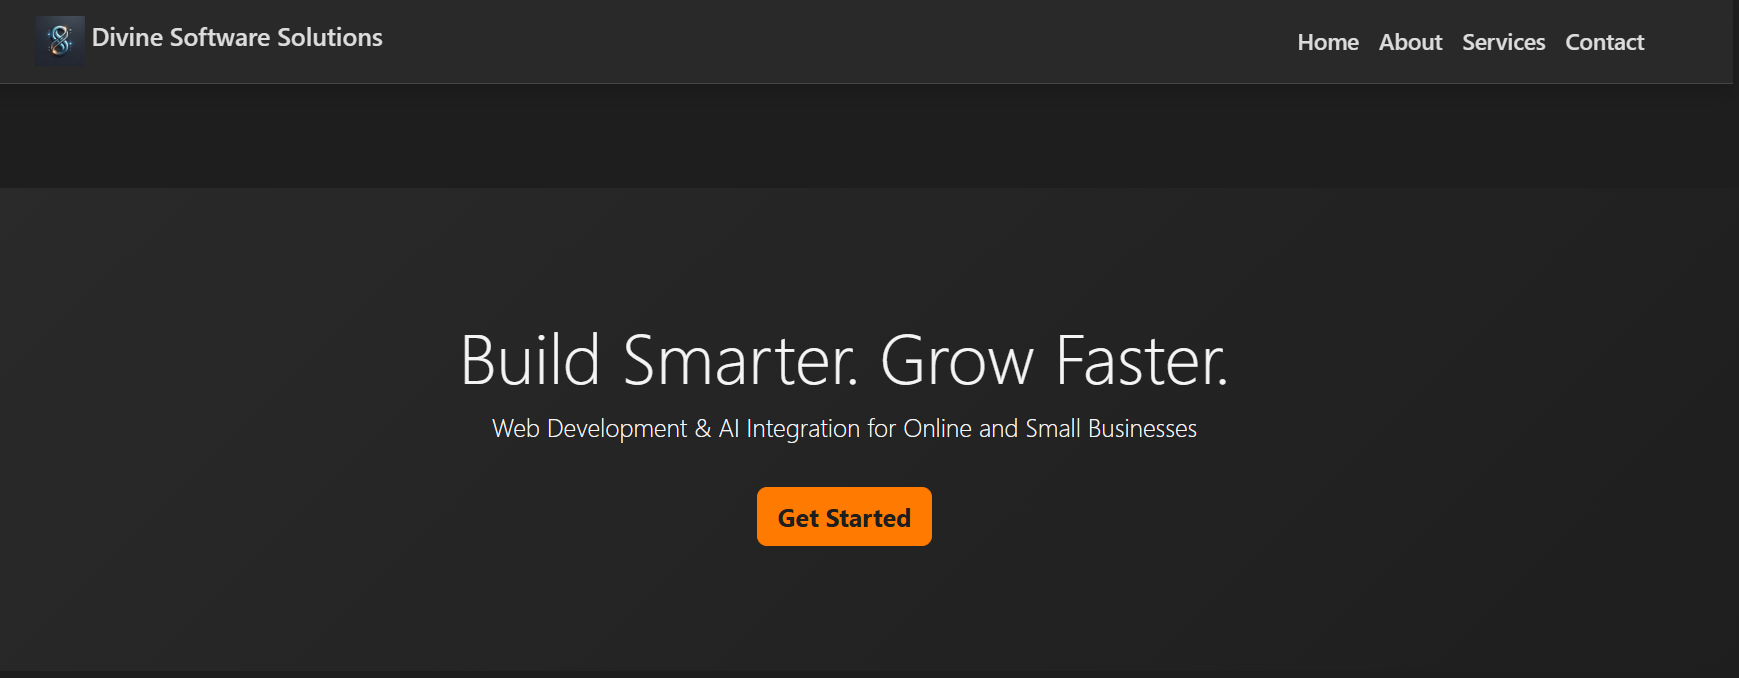 Divine Software Solutions
Home About Services Contact
Build Smarter. Grow Faster.
Web Development & AI Integration for Online and Small Businesses
Get Started